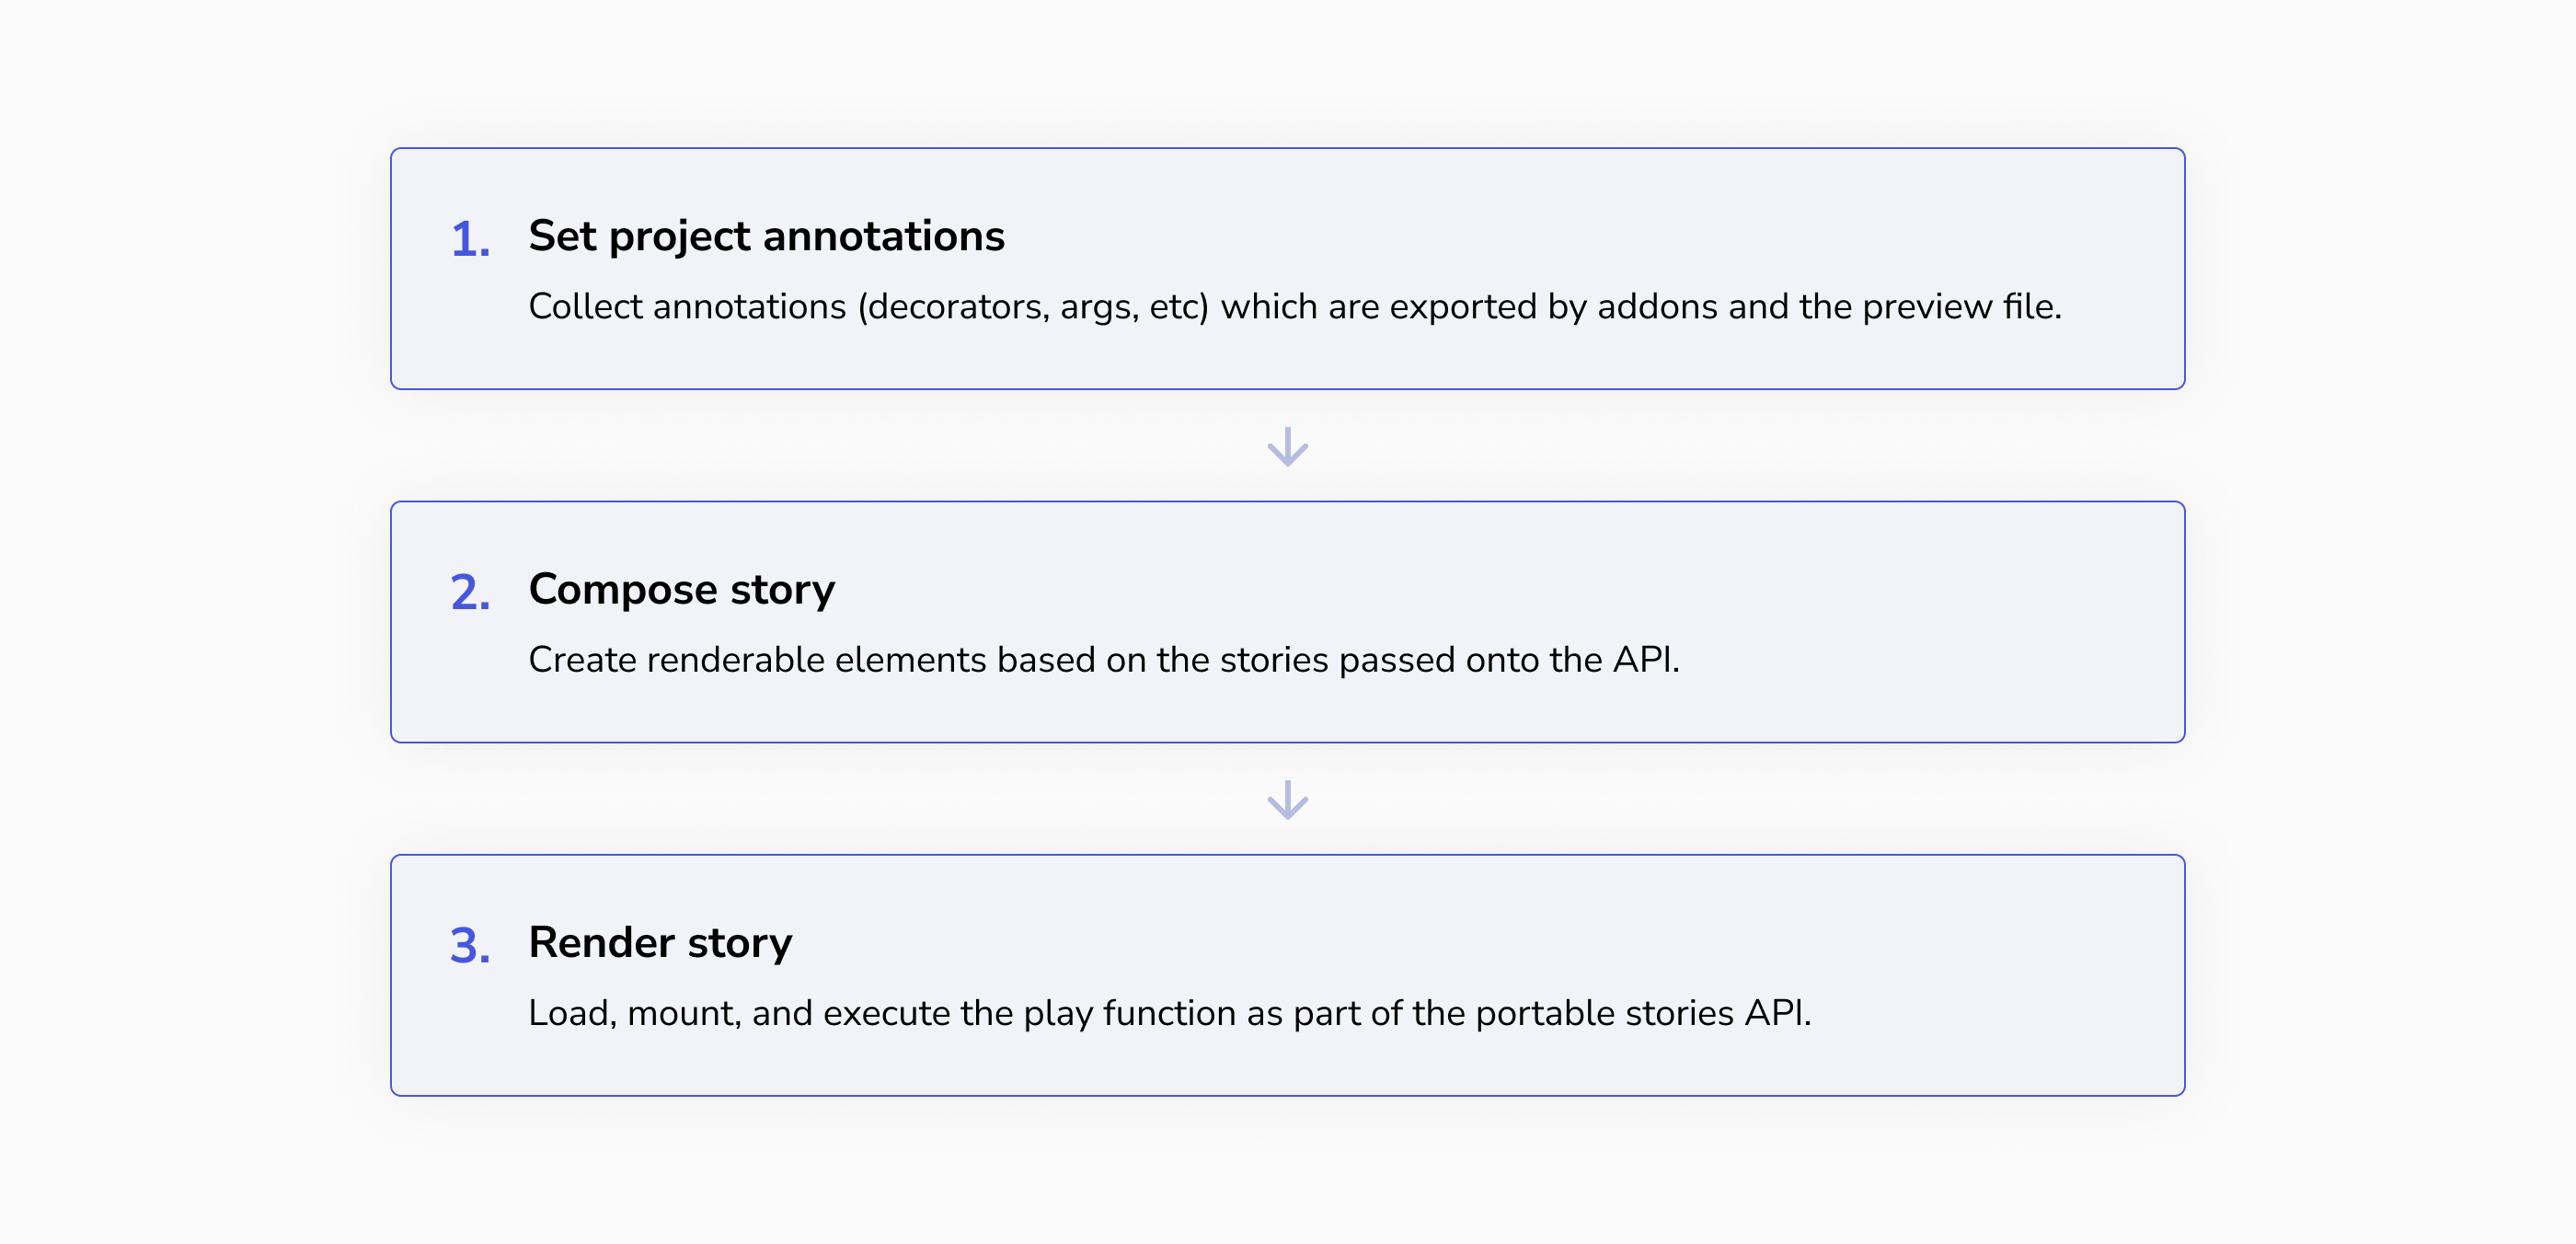 1. Set project annotations
Collect annotations (decorators, args, etc) which are exported by addons and the preview file.
2. Compose story
Create renderable elements based on the stories passed onto the API.
3. Render story
Load, mount, and execute the play function as part of the portable stories API.